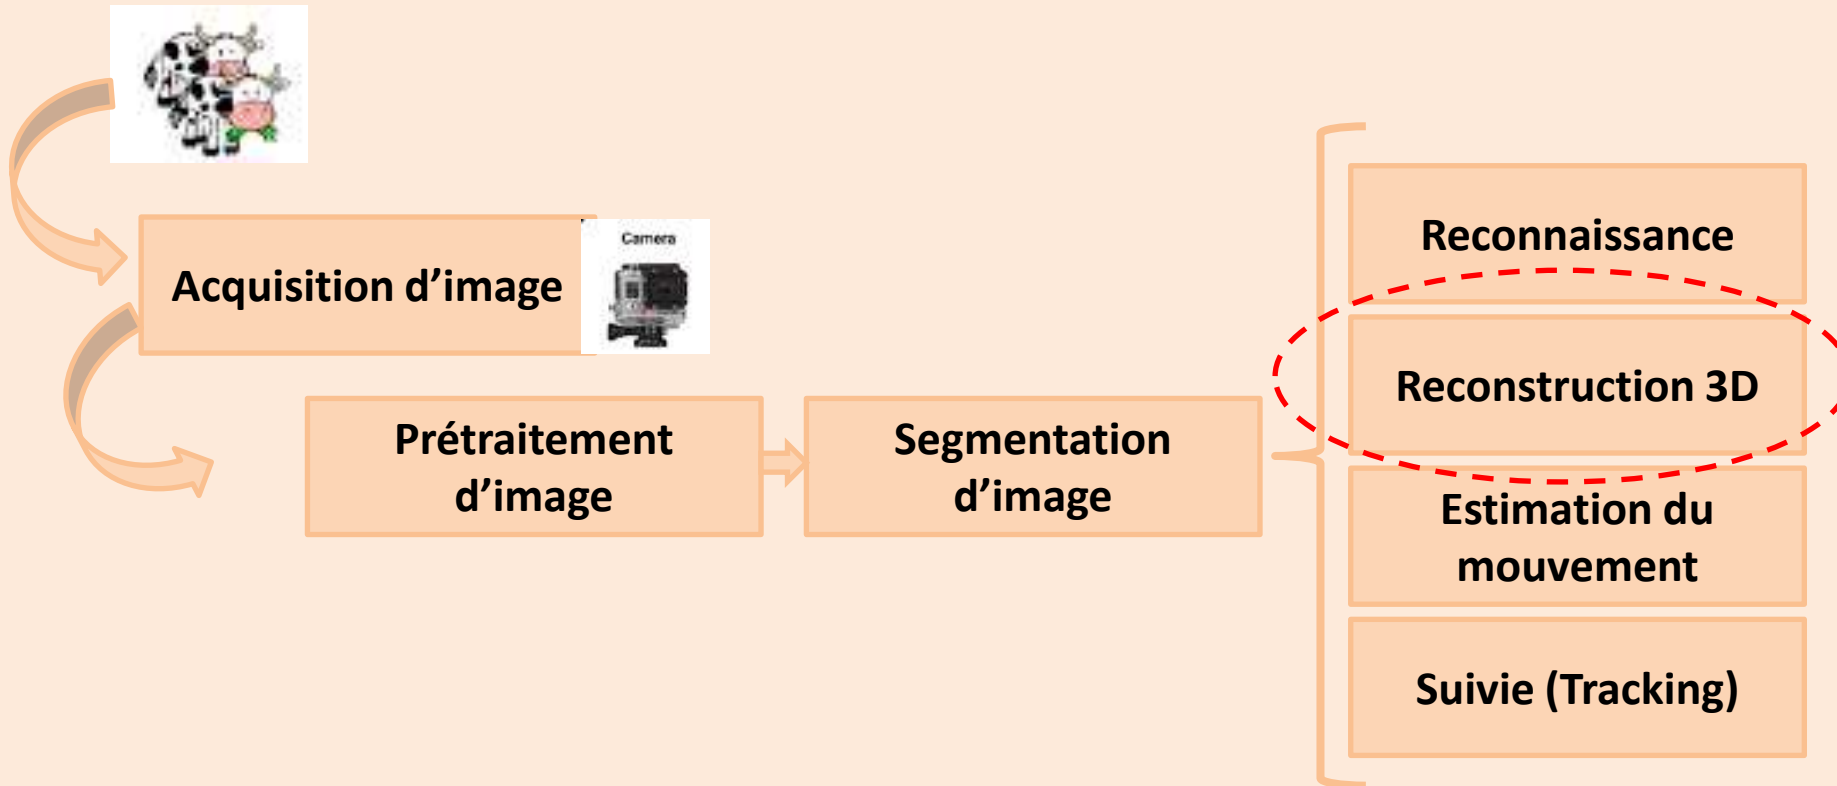 Acquisition d’image
Camera
Prétraitement
d’image
Segmentation
d’image
Reconnaissance
Reconstruction 3D
Estimation du
mouvement
Suivie (Tracking)